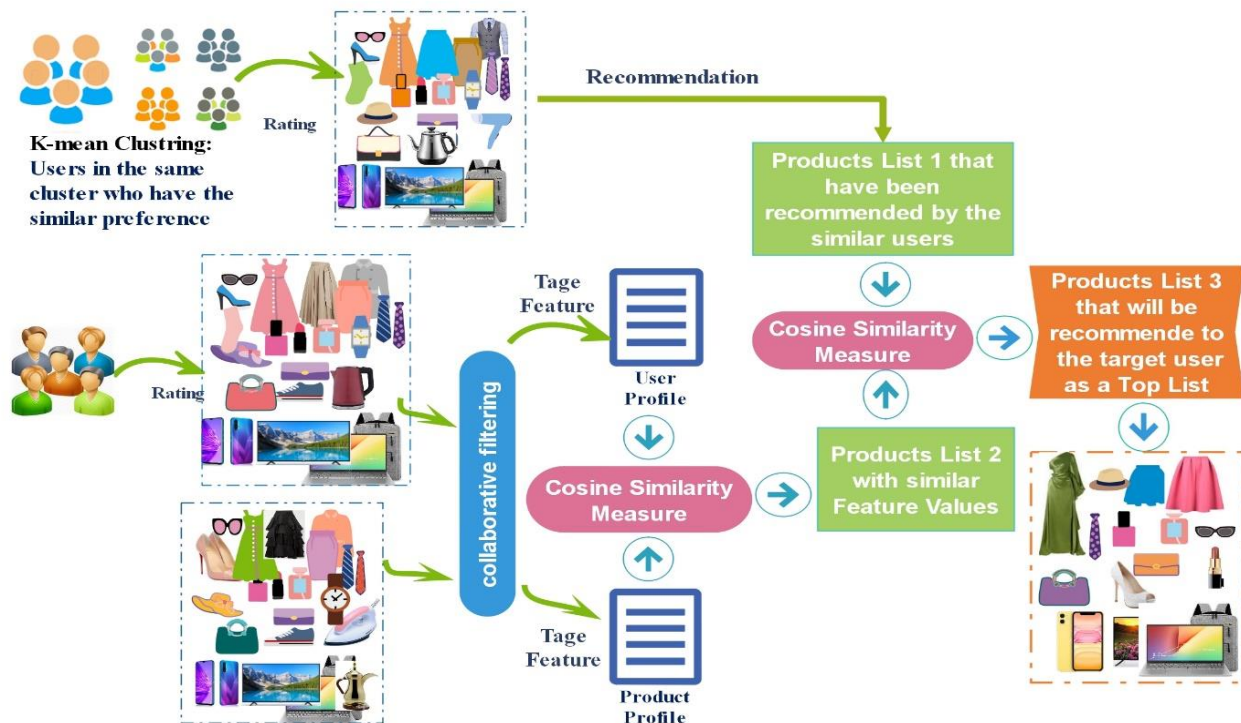 Recommendation
Rating
K-mean Clustring:
Users in the same
cluster who have the
similar preference
Products List 1 that
have been
recommended by the
similar users
Tage
Feature
Products List 3
that will be
recommende to
the target user
as a Top List
Cosine Similarity
Measure
Rating
User
Profile
collaborative filtering
Cosine Similarity
Measure
Products List 2
with similar
Feature Values
Tage
Feature
Product
Profile